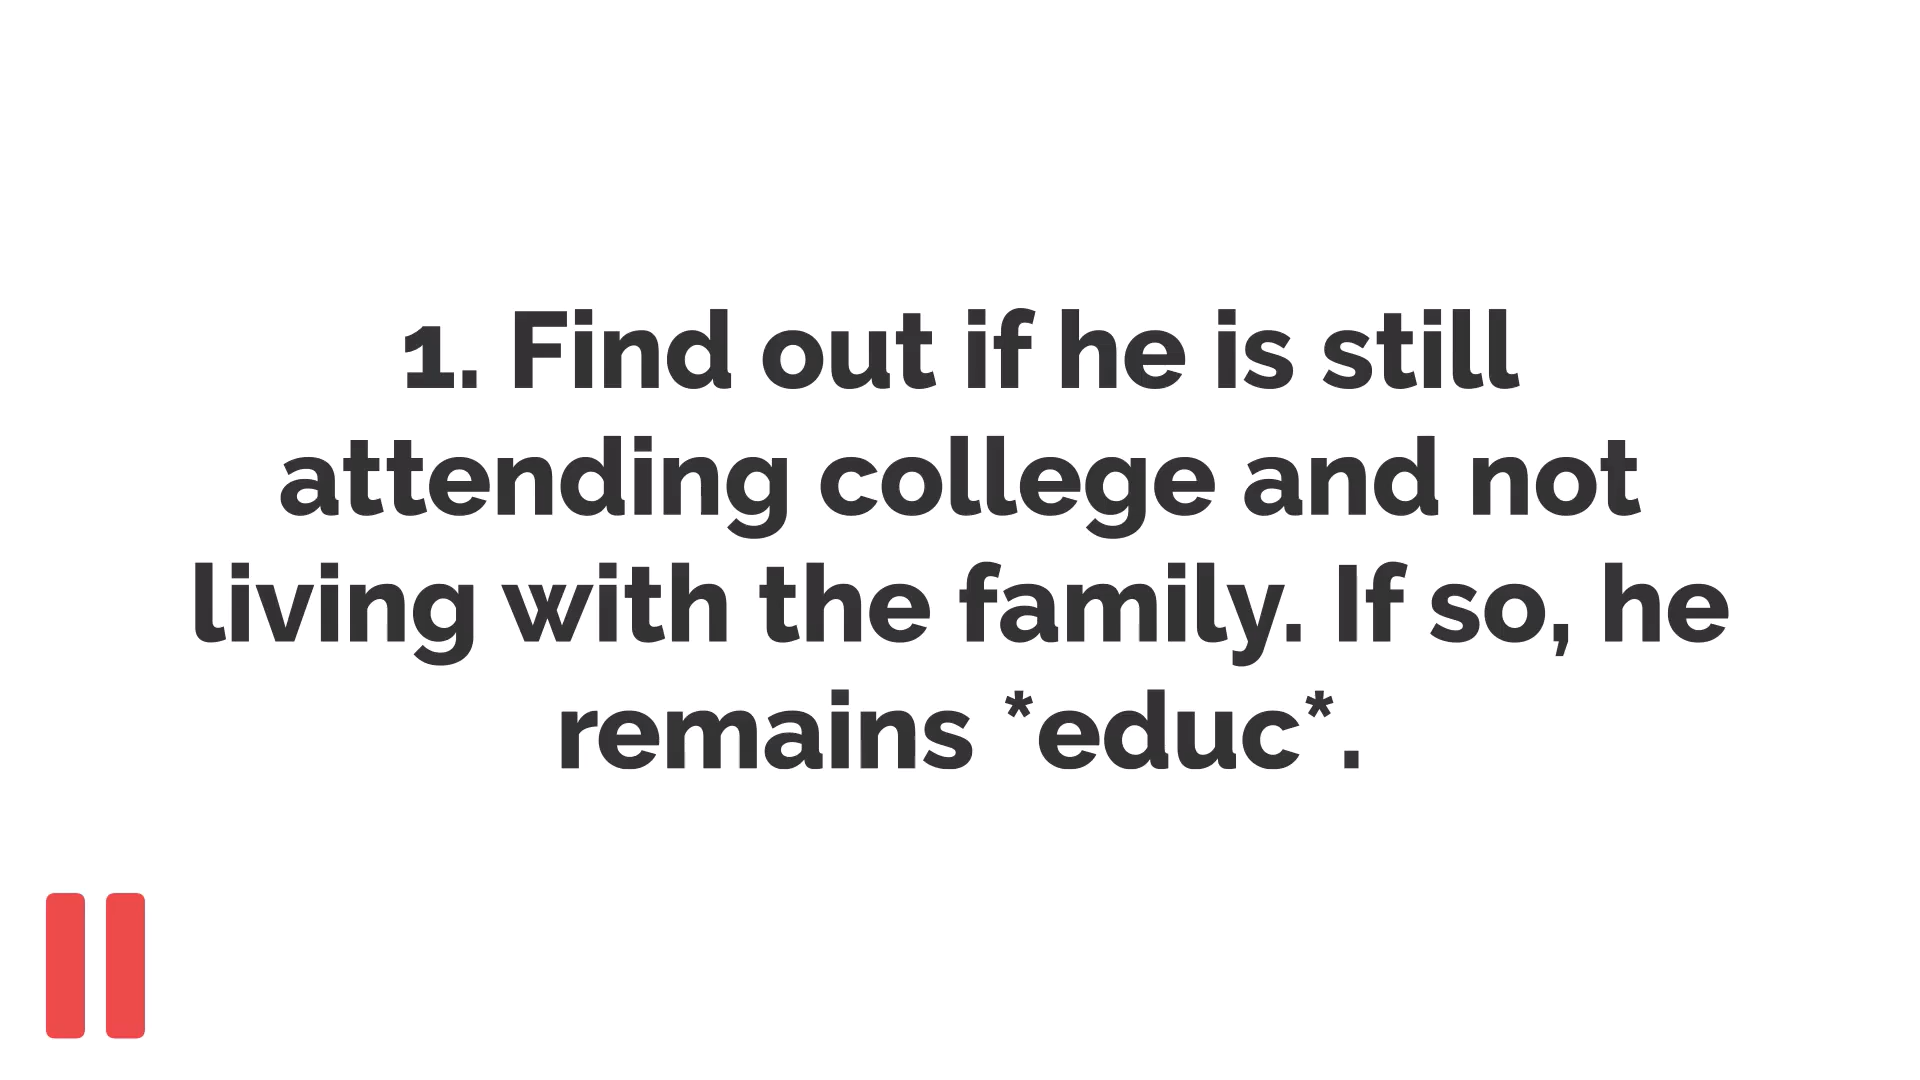 1. Find out if he is still
attending college and not
living with the family. If so, he
remains *educ*.